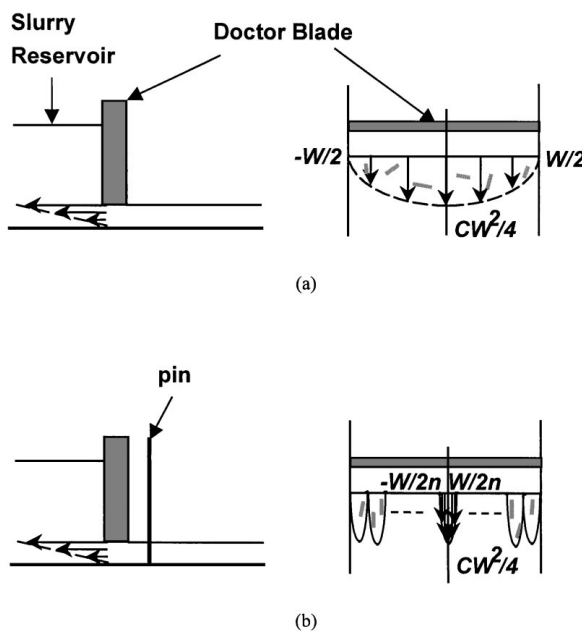 Slurry
Reservoir
Doctor Blade
-W/2
W/2
CW²/4
(a)
pin
-W/2n W/2n
CW²/4
(b)